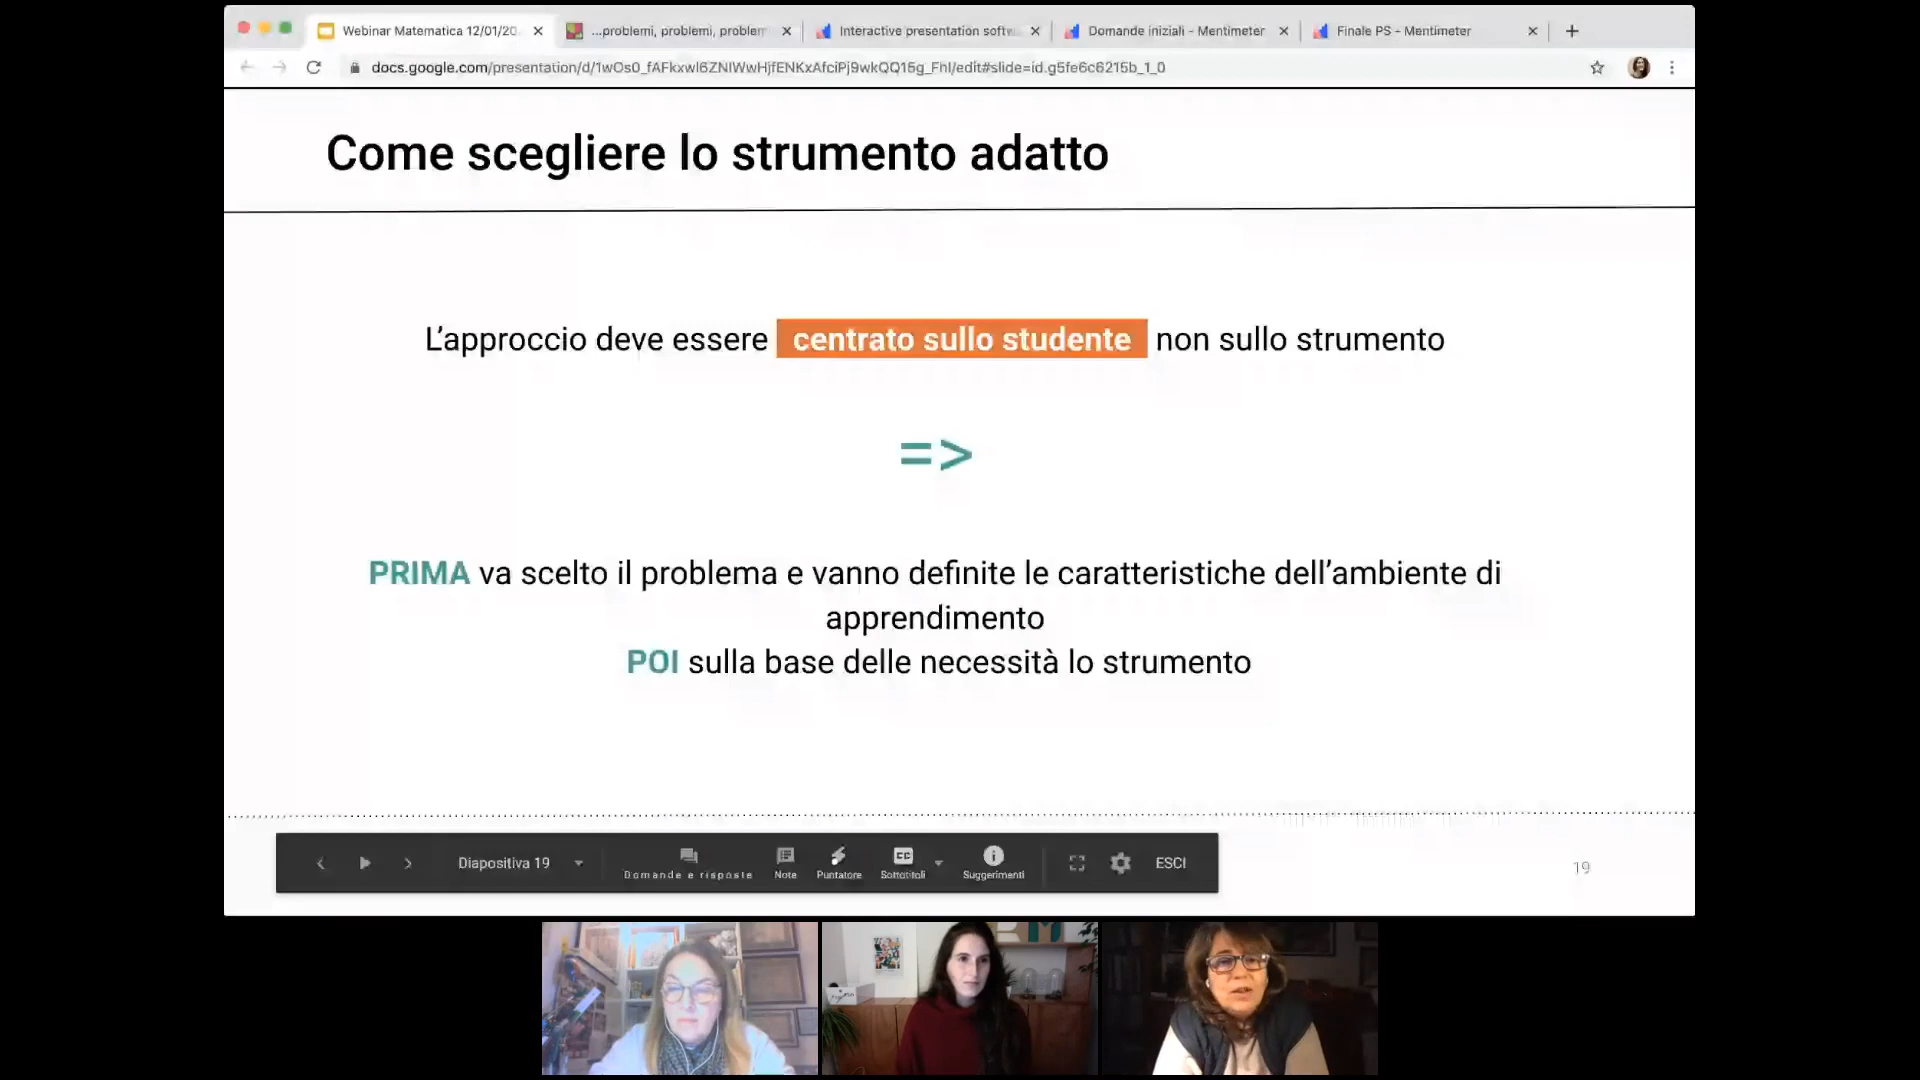 Webinar Matematica 12/01/20
...problemi, problemi, problem
Interactive presentation softw
Domande iniziali - Mentimeter
Finale PS - Mentimeter
docs.google.com/presentation/d/1wOs0_fAFkxwI6ZNIWwHjfENKxAfciPj9wkQQ15g_FhI/edit#slide=id.g5fe6c6215b_1_0
Come scegliere lo strumento adatto
L'approccio deve essere centrato sullo studente non sullo strumento
=>
PRIMA va scelto il problema e vanno definite le caratteristiche dell'ambiente di
apprendimento
POI sulla base delle necessità lo strumento
Diapositiva 19
Domande e risposte
Note
Puntatore
Sottotitoli
Suggerimenti
ESCI
19